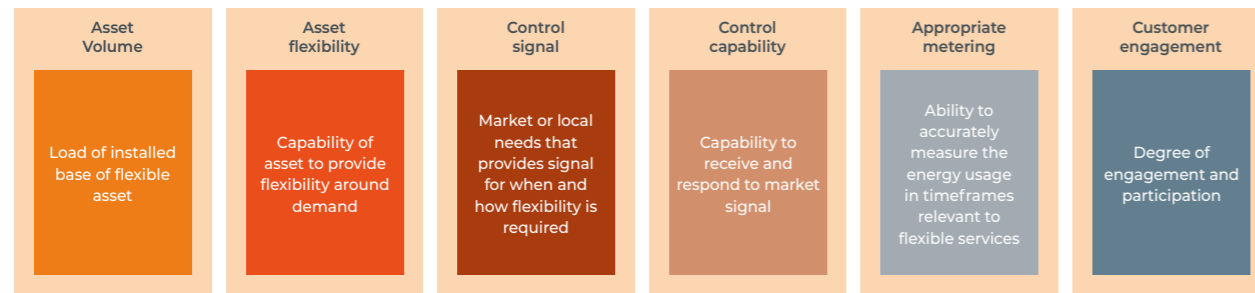 Asset
Volume
Load of installed
base of flexible
asset
Asset
flexibility
Capability of
asset to provide
flexibility around
demand
Control
signal
Market or local
needs that
provides signal
for when and
how flexibility is
required
Control
capability
Capability to
receive and
respond to market
signal
Appropriate
metering
Ability to
accurately
measure the
energy usage
in timeframes
relevant to
flexible services
Customer
engagement
Degree of
engagement and
participation